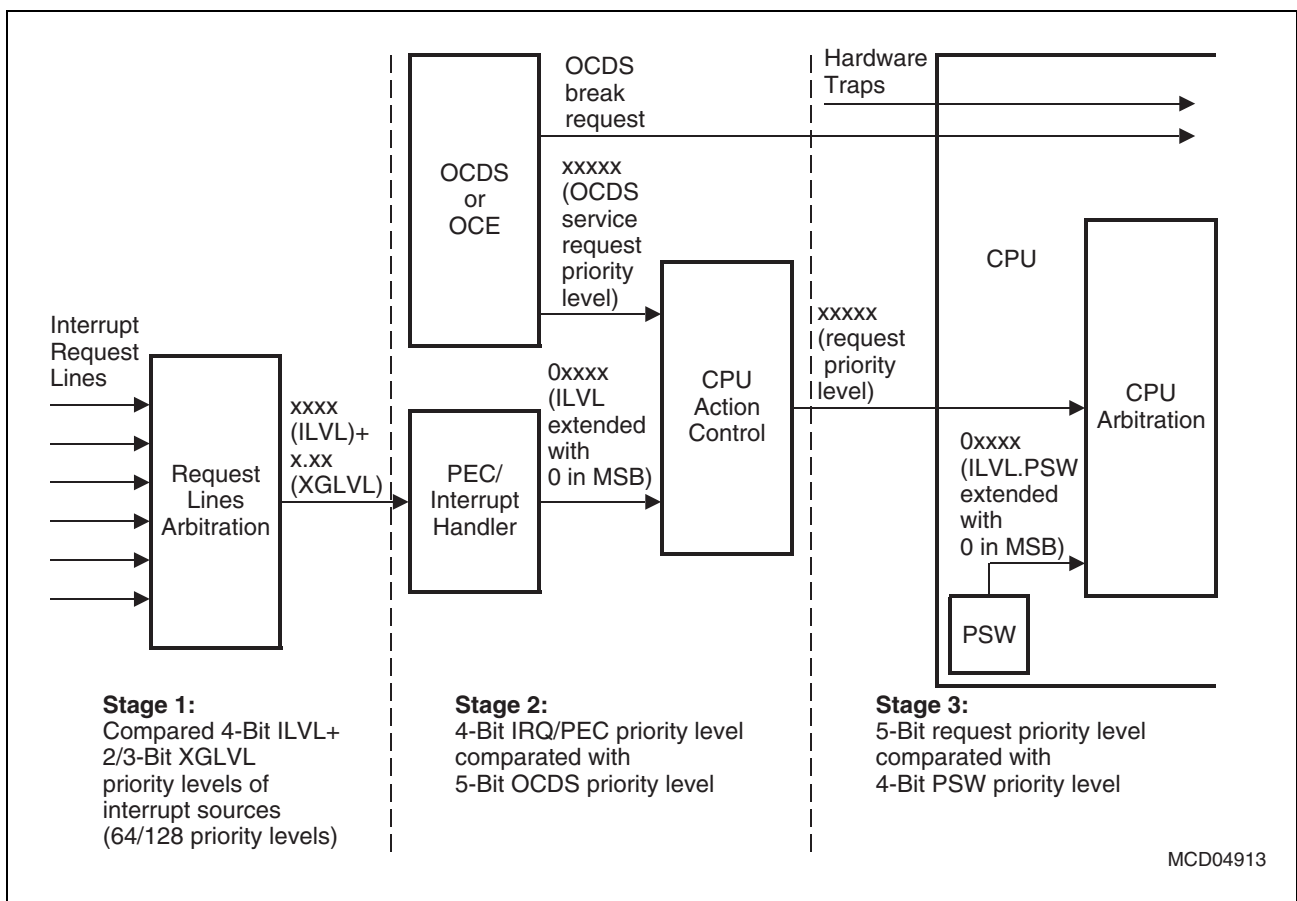 Interrupt
Request
Lines
Request
Lines
Arbitration
xxxx
(ILVL)+
x.xx
(XGLVL)
OCDS
or
OCE
OCDS
break
request
xxxxx
(OCDS
service
request
priority
level)
PEC/
Interrupt
Handler
0xxxx
(ILVL
extended
with
0 in MSB)
CPU
Action
Control
Hardware
Traps
xxxxx
(request
priority
level)
CPU
CPU
Arbitration
0xxxx
(ILVL.PSW
extended
with
0 in MSB)
PSW
Stage 1:
Compared 4-Bit ILVL+
2/3-Bit XGLVL
priority levels of
interrupt sources
(64/128 priority levels)
Stage 2:
4-Bit IRQ/PEC priority level
comparated with
5-Bit OCDS priority level
Stage 3:
5-Bit request priority level
comparated with
4-Bit PSW priority level
MCD04913